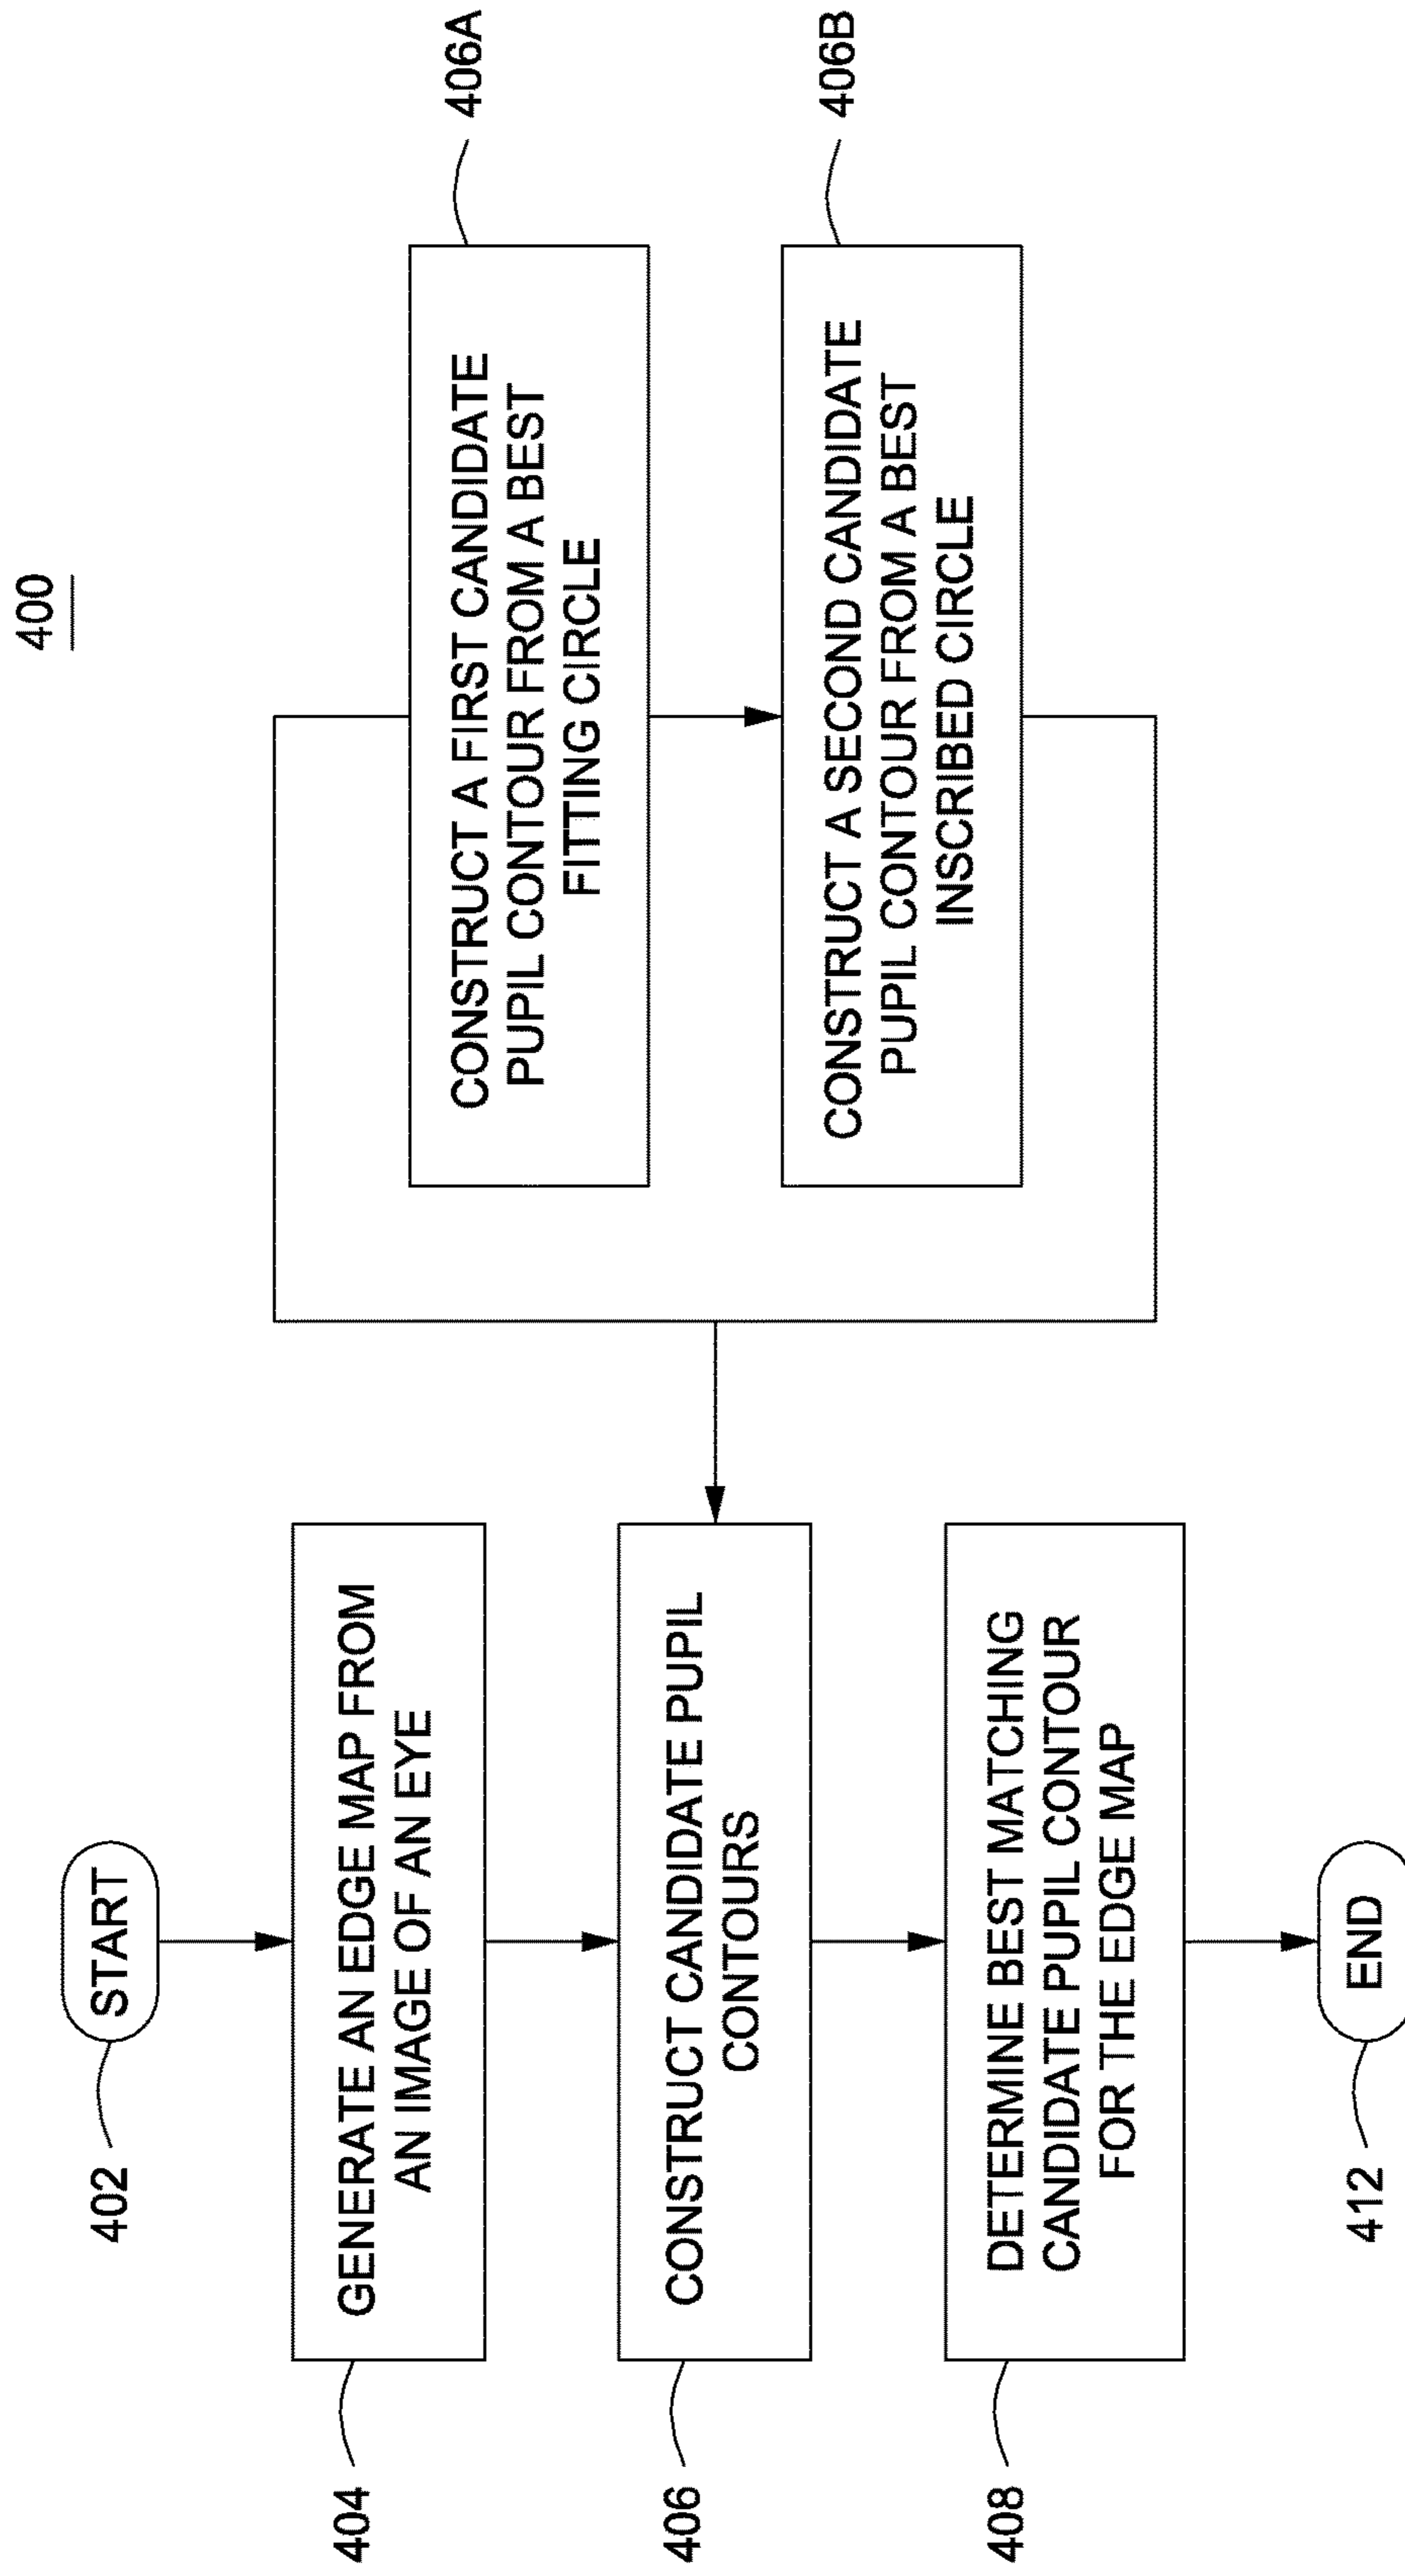 400
402
START
404
GENERATE AN EDGE MAP FROM
AN IMAGE OF AN EYE
406
CONSTRUCT CANDIDATE PUPIL
CONTOURS
408
DETERMINE BEST MATCHING
CANDIDATE PUPIL CONTOUR
FOR THE EDGE MAP
412
END
406A
CONSTRUCT A FIRST CANDIDATE
PUPIL CONTOUR FROM A BEST
FITTING CIRCLE
406B
CONSTRUCT A SECOND CANDIDATE
PUPIL CONTOUR FROM A BEST
INSCRIBED CIRCLE